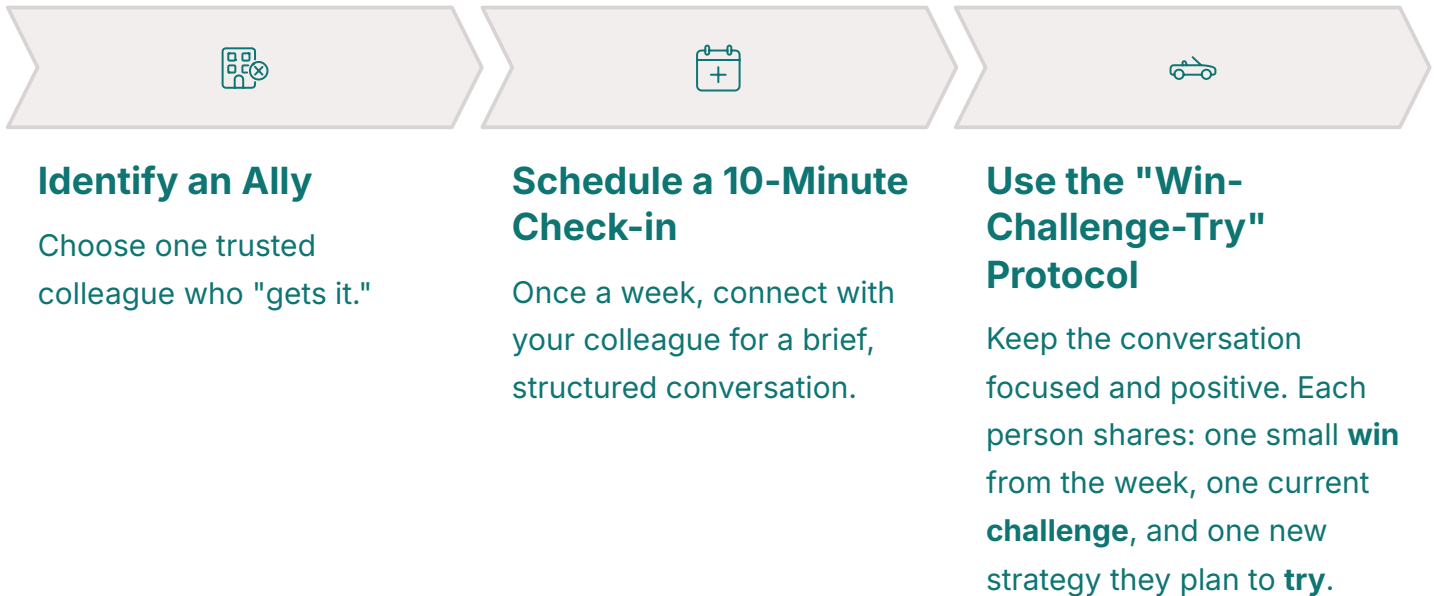 Identify an Ally
Choose one trusted
colleague who "gets it."
Schedule a 10-Minute
Check-in
Once a week, connect with
your colleague for a brief,
structured conversation.
Use the "Win-
Challenge-Try"
Protocol
Keep the conversation
focused and positive. Each
person shares: one small win
from the week, one current
challenge, and one new
strategy they plan to try.